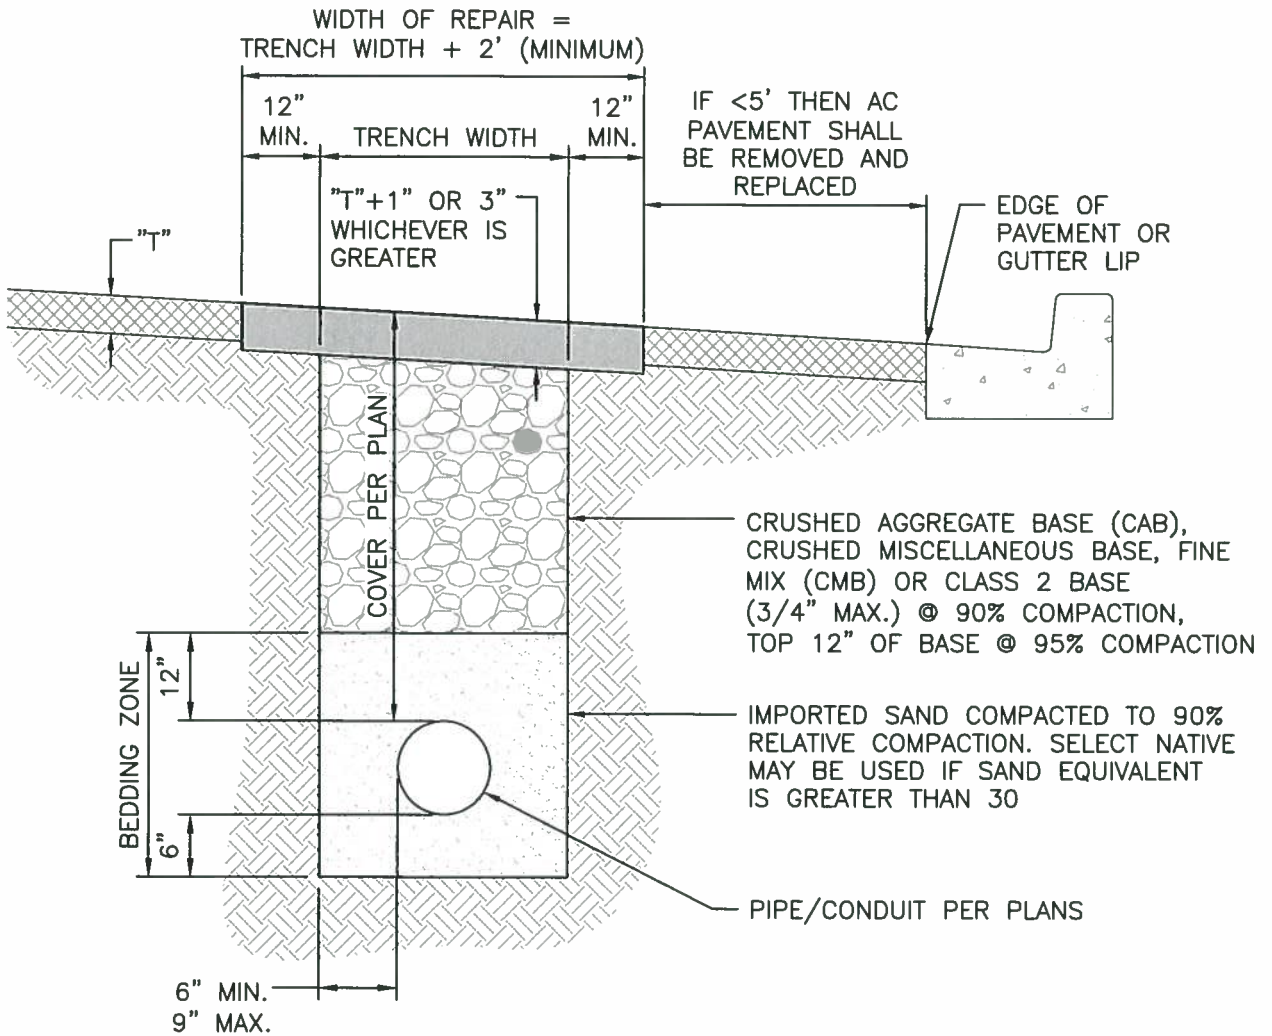 WIDTH OF REPAIR =
TRENCH WIDTH + 2' (MINIMUM)
12"
MIN.
TRENCH WIDTH
12"
MIN.
IF <5' THEN AC
PAVEMENT SHALL
BE REMOVED AND
REPLACED
"T"+1" OR 3"
WHICHEVER IS
GREATER
"T"
EDGE OF
PAVEMENT OR
GUTTER LIP
COVER PER PLAN
CRUSHED AGGREGATE BASE (CAB),
CRUSHED MISCELLANEOUS BASE, FINE
MIX (CMB) OR CLASS 2 BASE
(3/4" MAX.) @ 90% COMPACTION,
TOP 12" OF BASE @ 95% COMPACTION
BEDDING ZONE
12"
6"
IMPORTED SAND COMPACTED TO 90%
RELATIVE COMPACTION. SELECT NATIVE
MAY BE USED IF SAND EQUIVALENT
IS GREATER THAN 30
PIPE/CONDUIT PER PLANS
6" MIN.
9" MAX.